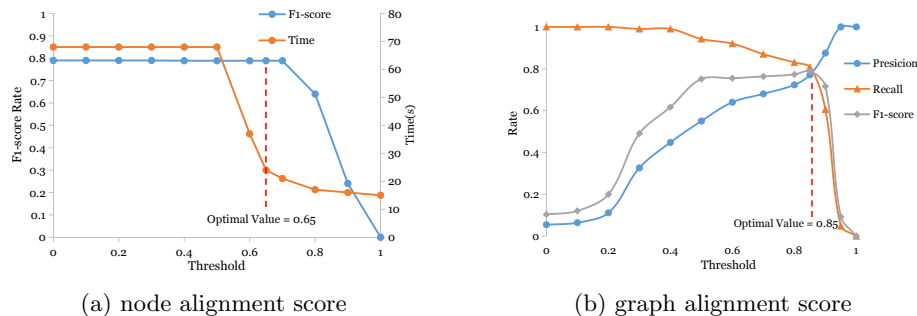 F1-score
Time
1
0.9
0.8
0.7
0.6
0.5
0.4
0.3
0.2
0.1
0
F1-score Rate
80
70
60
50
40
30
20
10
0
Time(s)
Optimal Value = 0.65
0 0.2 0.4 0.6 0.8 1
Threshold
(a) node alignment score
1
0.8
0.6
0.4
0.2
0
Rate
Presicion
Recall
F1-score
Optimal Value = 0.85
0 0.2 0.4 0.6 0.8 1
Threshold
(b) graph alignment score